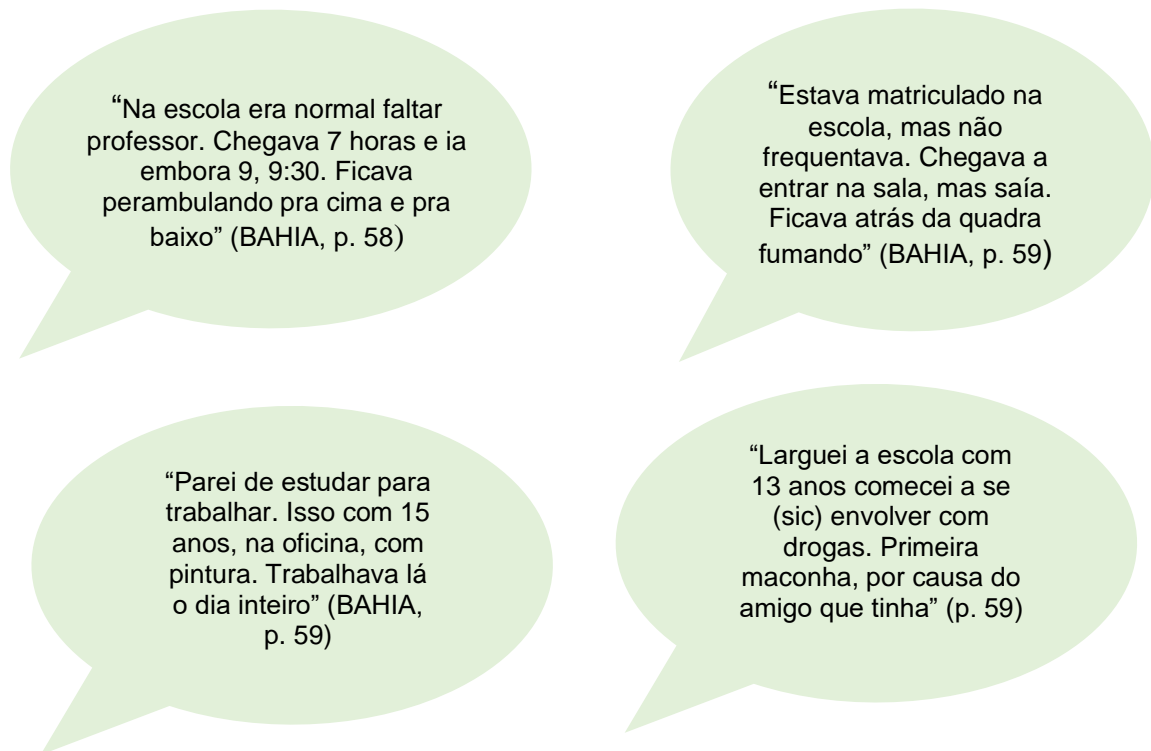 “Na escola era normal faltar
professor. Chegava 7 horas e ia
embora 9, 9:30. Ficava
perambulando pra cima e pra
baixo” (BAHIA, p. 58)
“Estava matriculado na
escola, mas não
frequentava. Chegava a
entrar na sala, mas saía.
Ficava atrás da quadra
fumando” (BAHIA, p. 59)
“Parei de estudar para
trabalhar. Isso com 15
anos, na oficina, com
pintura. Trabalhava lá
o dia inteiro” (BAHIA,
p. 59)
“Larguei a escola com
13 anos comecei a se
(sic) envolver com
drogas. Primeira
maconha, por causa do
amigo que tinha” (p. 59)